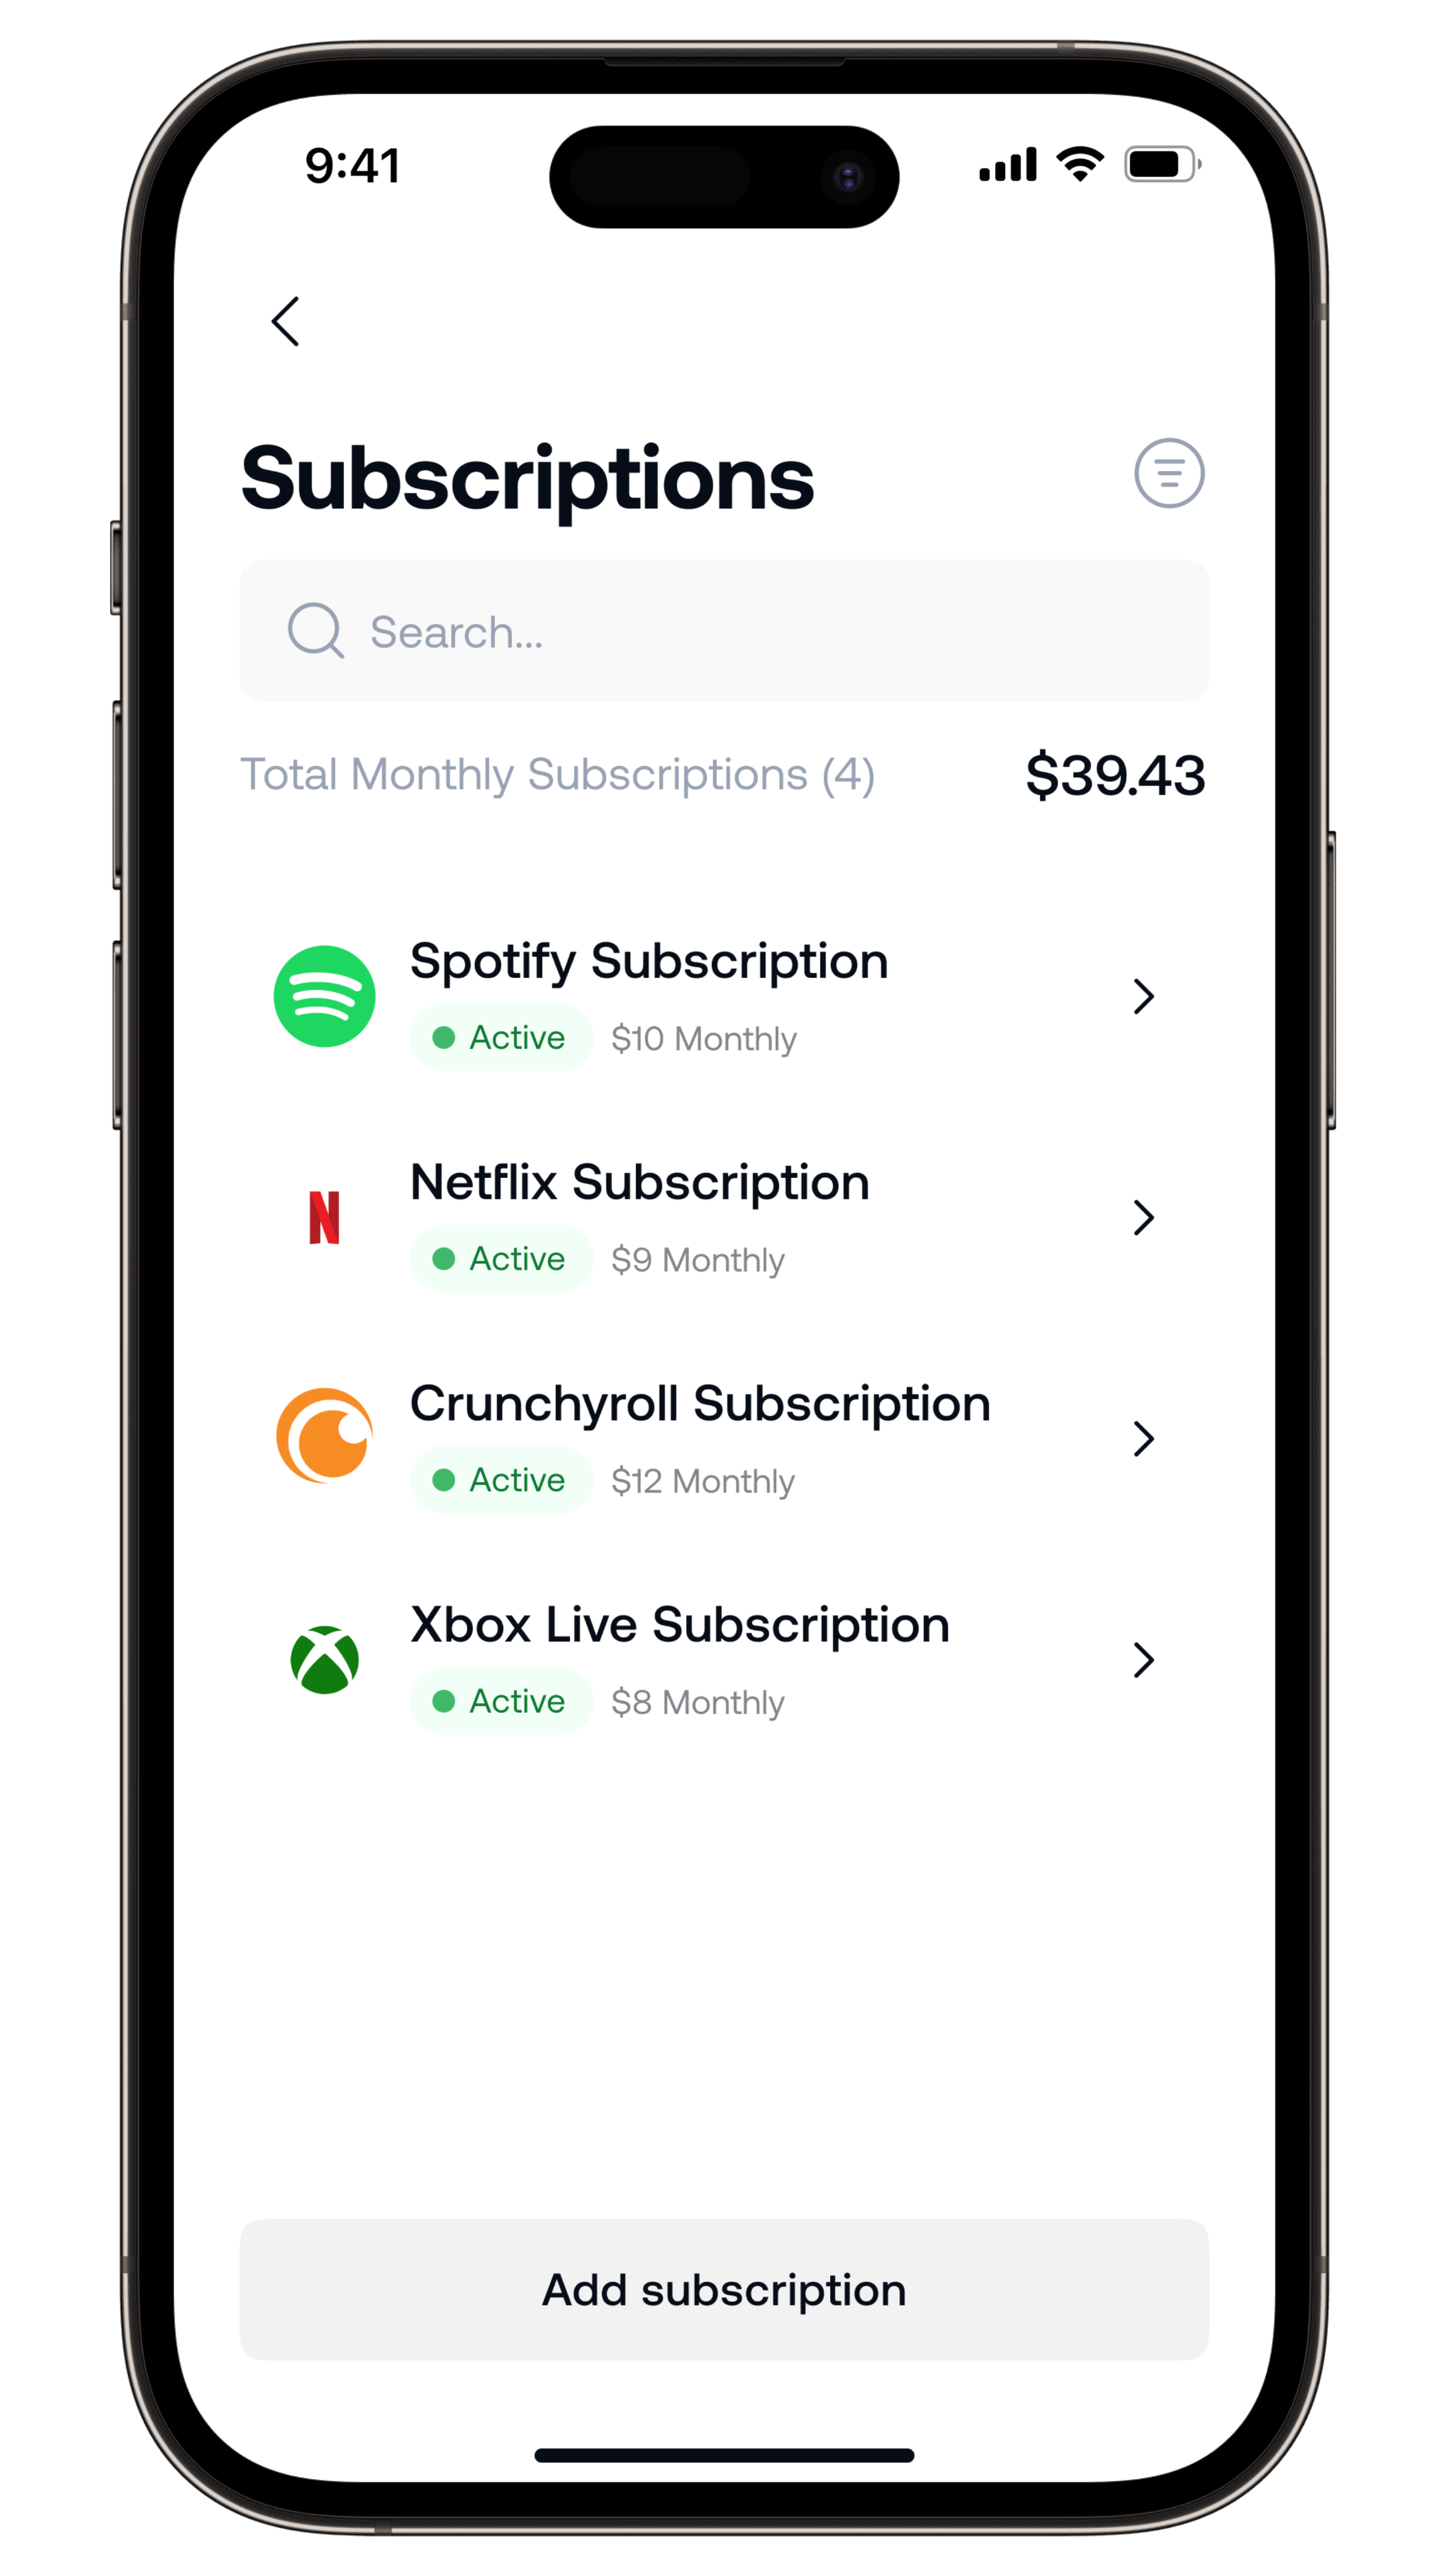 9:41
Subscriptions
Search...
Total Monthly Subscriptions (4) $39.43
Spotify Subscription
Active $10 Monthly
N
Netflix Subscription
Active $9 Monthly
Crunchyroll Subscription
Active $12 Monthly
Xbox Live Subscription
Active $8 Monthly
Add subscription